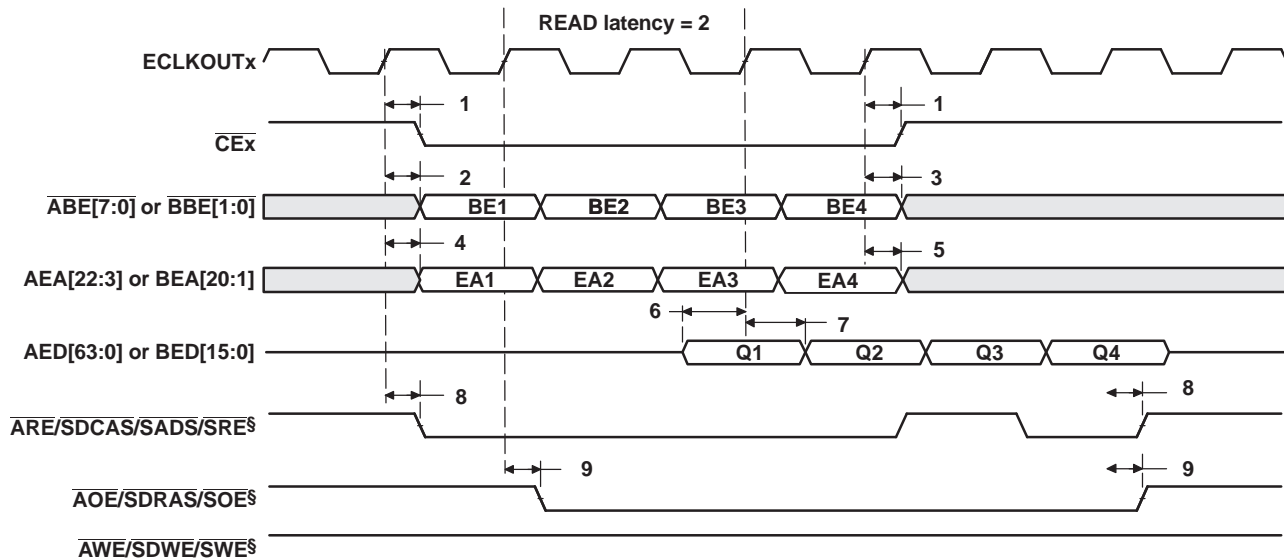 READ latency = 2
ECLKOUTx
1 1
CEx
2 3
ABE[7:0] or BBE[1:0] BE1 BE2 BE3 BE4
4 5
AEA[22:3] or BEA[20:1] EA1 EA2 EA3 EA4
6 7
AED[63:0] or BED[15:0] Q1 Q2 Q3 Q4
8 8
ARE/SDCAS/SADS/SRE§
9 9
AOE/SDRAS/SOE§
AWE/SDWE/SWE§